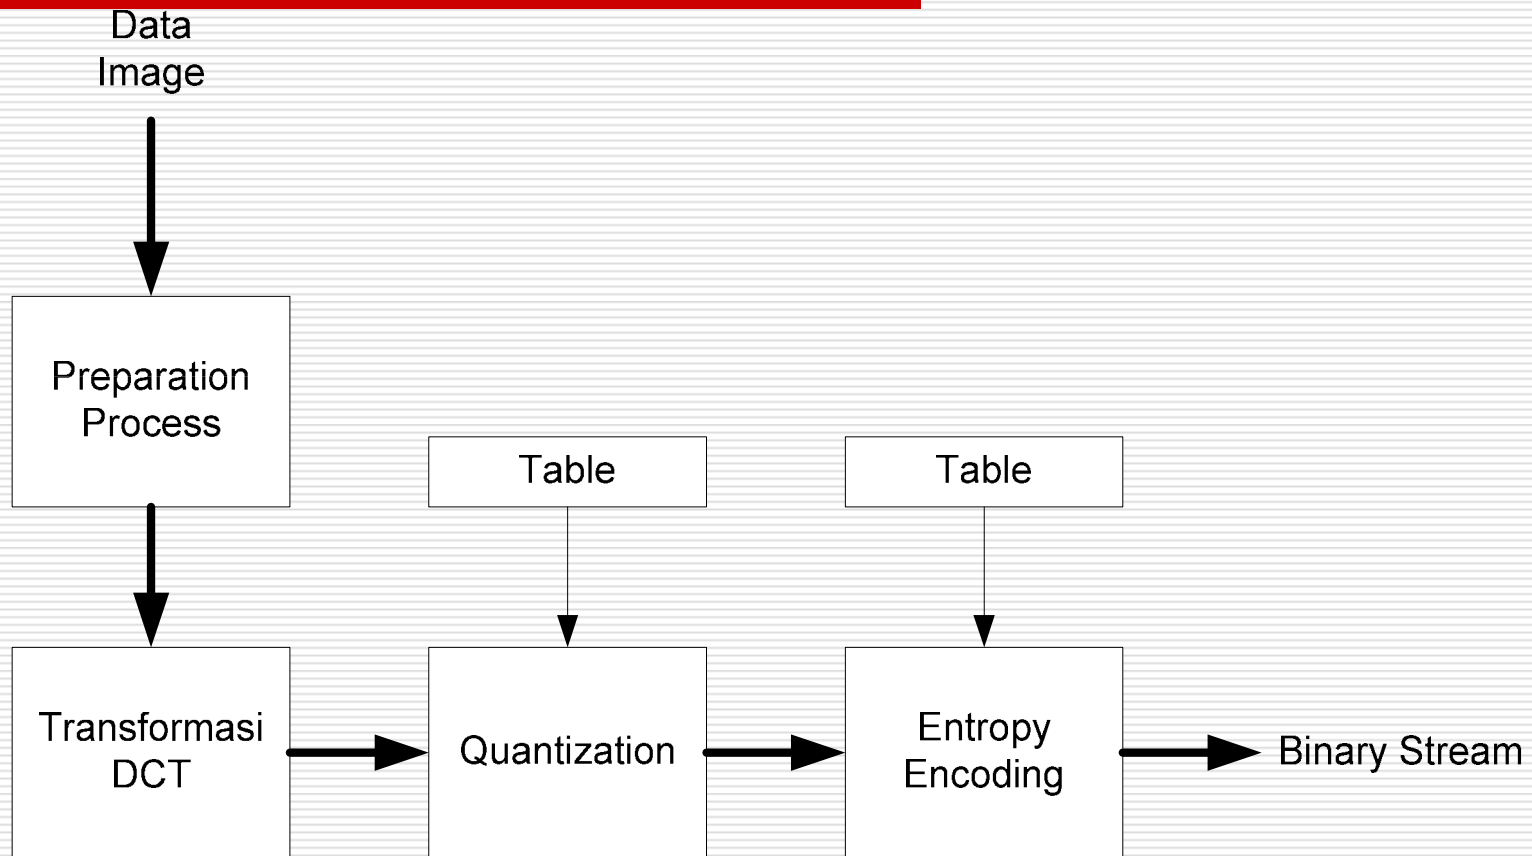 Data
Image
Preparation
Process
Table
Table
Transformasi
DCT
Quantization
Entropy
Encoding
Binary Stream